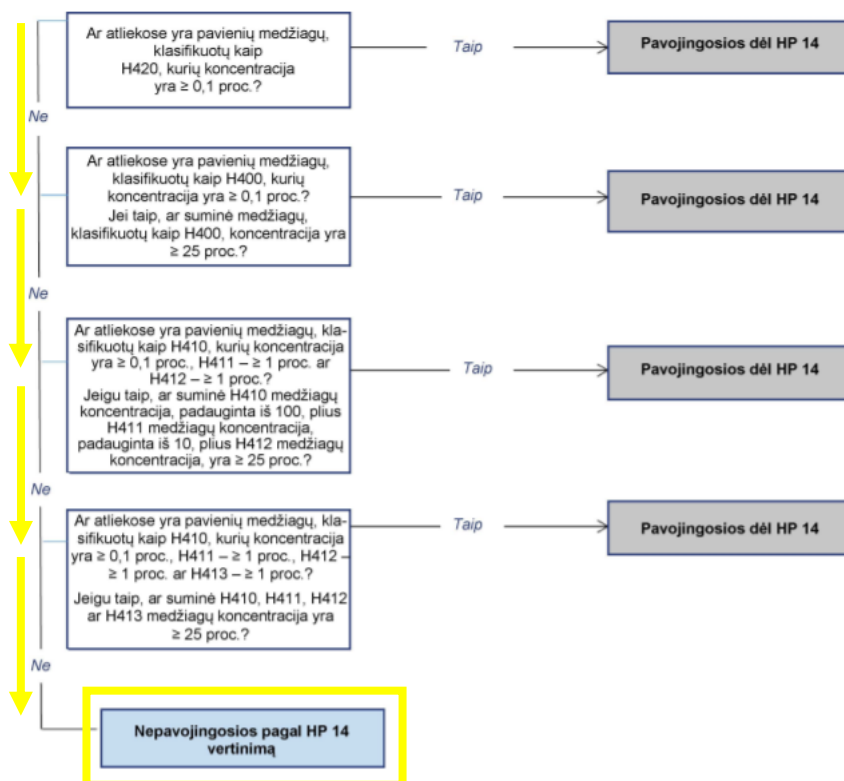 Ar atliekose yra pavienių medžiagų,
klasifikuotų kaip
H420, kurių koncentracija
yra ≥ 0,1 proc.?
Taip
Pavojingosios dėl HP 14
Ne
Ar atliekose yra pavienių medžiagų,
klasifikuotų kaip H400, kurių
koncentracija yra ≥ 0,1 proc.?
Jei taip, ar suminė medžiagų,
klasifikuotų kaip H400, koncentracija yra
≥ 25 proc.?
Taip
Pavojingosios dėl HP 14
Ne
Ar atliekose yra pavienių medžiagų, kla-
sifikuotų kaip H410, kurių koncentracija
yra ≥ 0,1 proc., H411 – ≥ 1 proc. ar
H412 – ≥ 1 proc.?
Jeigu taip, ar suminė H410 medžiagų
koncentracija, padauginta iš 100, plius
H411 medžiagų koncentracija,
padauginta iš 10, plius H412 medžiagų
koncentracija, yra ≥ 25 proc.?
Taip
Pavojingosios dėl HP 14
Ne
Ar atliekose yra pavienių medžiagų, kla-
sifikuotų kaip H410, kurių koncentracija
yra ≥ 0,1 proc., H411 – ≥ 1 proc., H412 –
≥ 1 proc. ar H413 – ≥ 1 proc.?
Jeigu taip, ar suminė H410, H411, H412
ar H413 medžiagų koncentracija yra
≥ 25 proc.?
Taip
Pavojingosios dėl HP 14
Ne
Nepavojingosios pagal HP 14
vertinimą